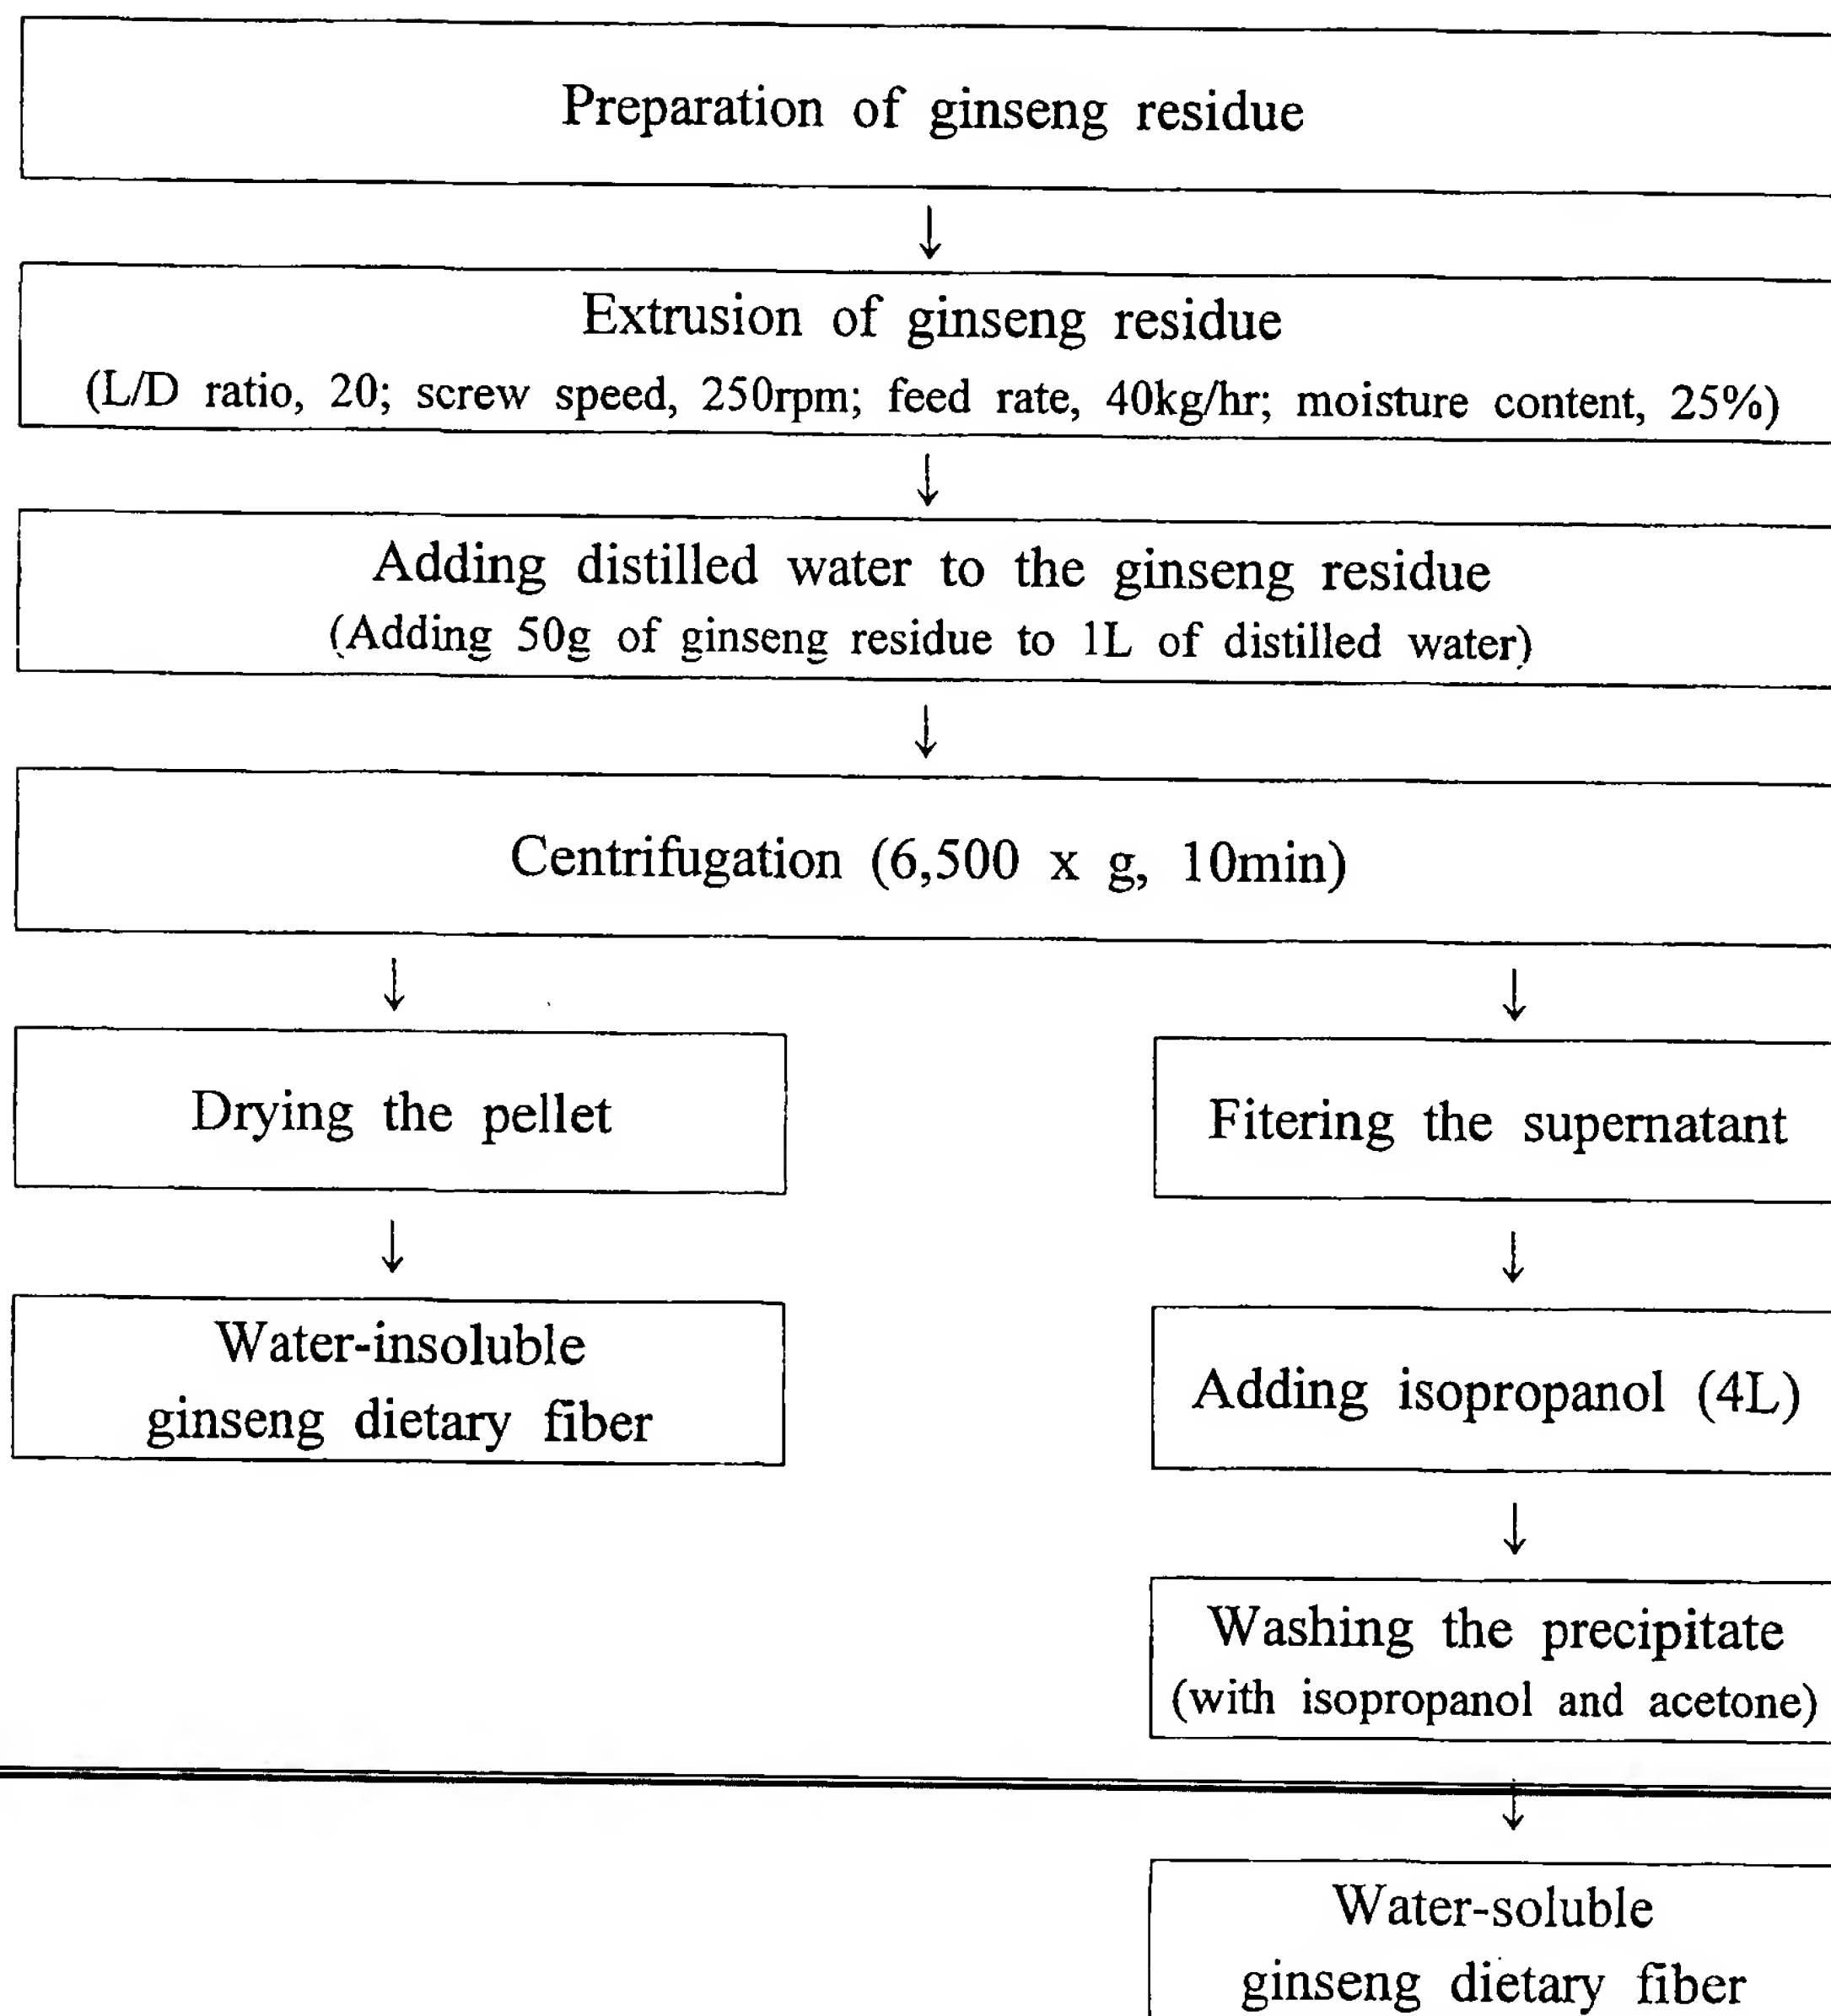 Preparation of ginseng residue
Extrusion of ginseng residue
(L/D ratio, 20; screw speed, 250rpm; feed rate, 40kg/hr; moisture content, 25%)
Adding distilled water to the ginseng residue
(Adding 50g of ginseng residue to 1L of distilled water)
Centrifugation (6,500 x g, 10min)
Drying the pellet
Fitering the supernatant
Water-insoluble
ginseng dietary fiber
Adding isopropanol (4L)
Washing the precipitate
(with isopropanol and acetone)
Water-soluble
ginseng dietary fiber